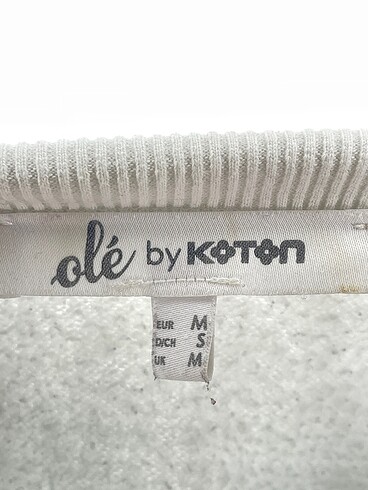 olé by KOTON
EUR M
D/CH S
UK M